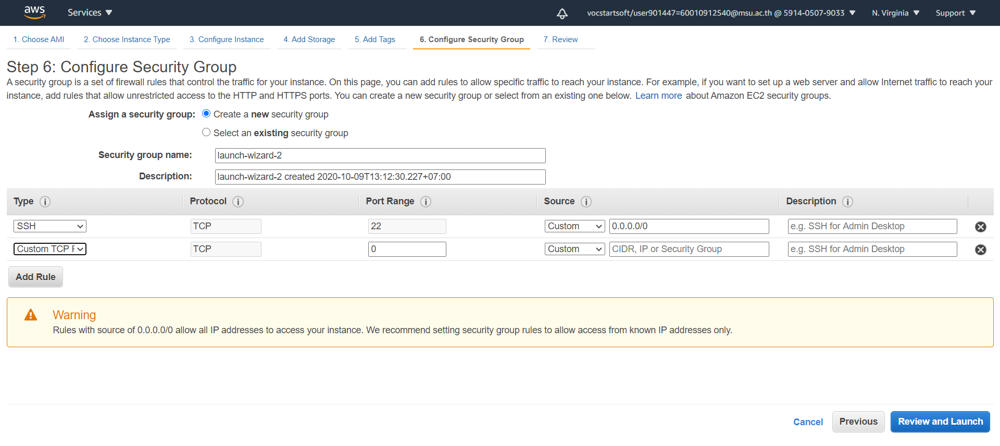 aws Services vocstartsoft/user901447=60010912540@msu.ac.th @ 5914-0507-9033 N. Virginia Support
1. Choose AMI 2. Choose Instance Type 3. Configure Instance 4. Add Storage 5. Add Tags 6. Configure Security Group 7. Review
Step 6: Configure Security Group
A security group is a set of firewall rules that control the traffic for your instance. On this page, you can add rules to allow specific traffic to reach your instance. For example, if you want to set up a web server and allow Internet traffic to reach your
instance, add rules that allow unrestricted access to the HTTP and HTTPS ports. You can create a new security group or select from an existing one below. Learn more about Amazon EC2 security groups.
Assign a security group: Create a new security group
Select an existing security group
Security group name: launch-wizard-2
Description: launch-wizard-2 created 2020-10-09T13:12:30.227+07:00
Type i Protocol i Port Range i Source i Description i
SSH TCP 22 Custom 0.0.0.0/0 e.g. SSH for Admin Desktop
Custom TCP F TCP 0 Custom CIDR, IP or Security Group e.g. SSH for Admin Desktop
Add Rule
Warning
Rules with source of 0.0.0.0/0 allow all IP addresses to access your instance. We recommend setting security group rules to allow access from known IP addresses only.
Cancel Previous Review and Launch